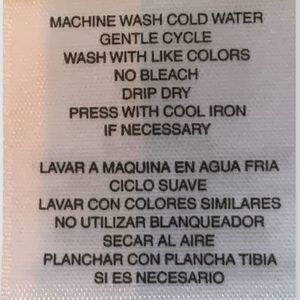 MACHINE WASH COLD WATER
GENTLE CYCLE
WASH WITH LIKE COLORS
NO BLEACH
DRIP DRY
PRESS WITH COOL IRON
IF NECESSARY
LAVAR A MAQUINA EN AGUA FRIA
CICLO SUAVE
LAVAR CON COLORES SIMILARES
NO UTILIZAR BLANQUEADOR
SECAR AL AIRE
PLANCHAR CON PLANCHA TIBIA
SI ES NECESARIO